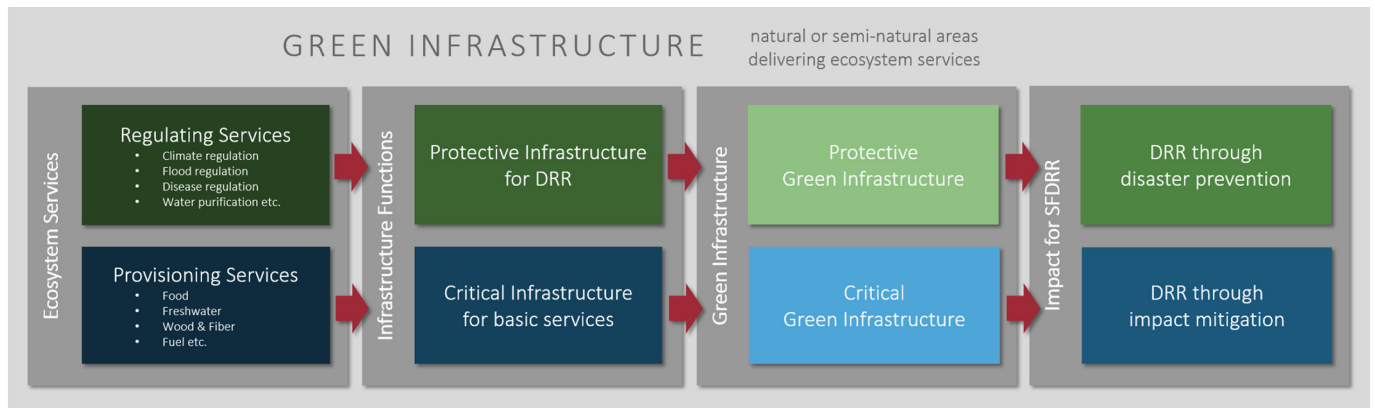 GREEN INFRASTRUCTURE
natural or semi-natural areas
delivering ecosystem services
Ecosystem Services
Regulating Services
• Climate regulation
• Flood regulation
• Disease regulation
• Water purification etc.
Provisioning Services
• Food
• Freshwater
• Wood & Fiber
• Fuel etc.
Infrastructure Functions
Protective Infrastructure
for DRR
Critical Infrastructure
for basic services
Green Infrastructure
Protective
Green Infrastructure
Critical
Green Infrastructure
Impact for SFDRR
DRR through
disaster prevention
DRR through
impact mitigation